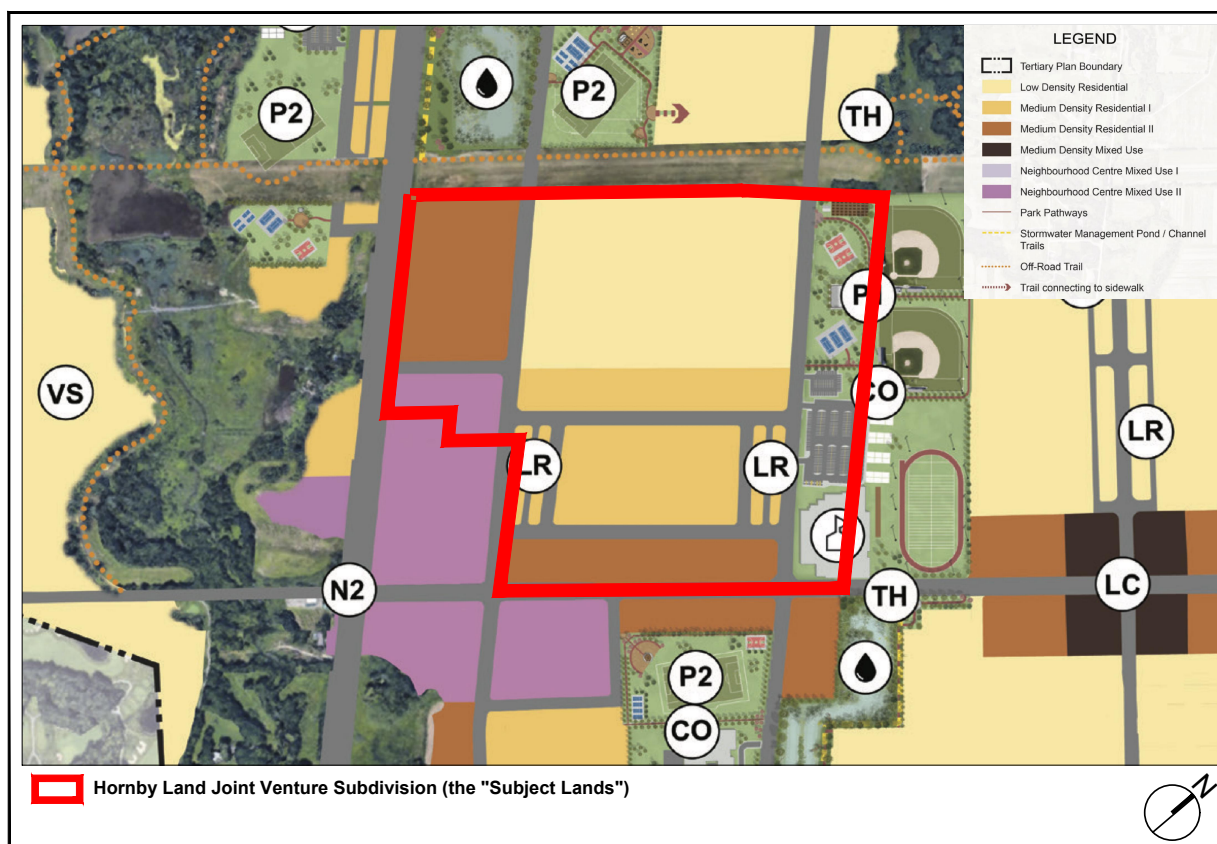 LEGEND
Tertiary Plan Boundary
Low Density Residential
Medium Density Residential I
Medium Density Residential II
Medium Density Mixed Use
Neighbourhood Centre Mixed Use I
Neighbourhood Centre Mixed Use II
Park Pathways
Stormwater Management Pond / Channel
Trails
Off-Road Trail
Trail connecting to sidewalk
P2
P2
TH
P1
VS
CO
LR
LR
LR
N2
TH
LC
P2
CO
Hornby Land Joint Venture Subdivision (the "Subject Lands")
N